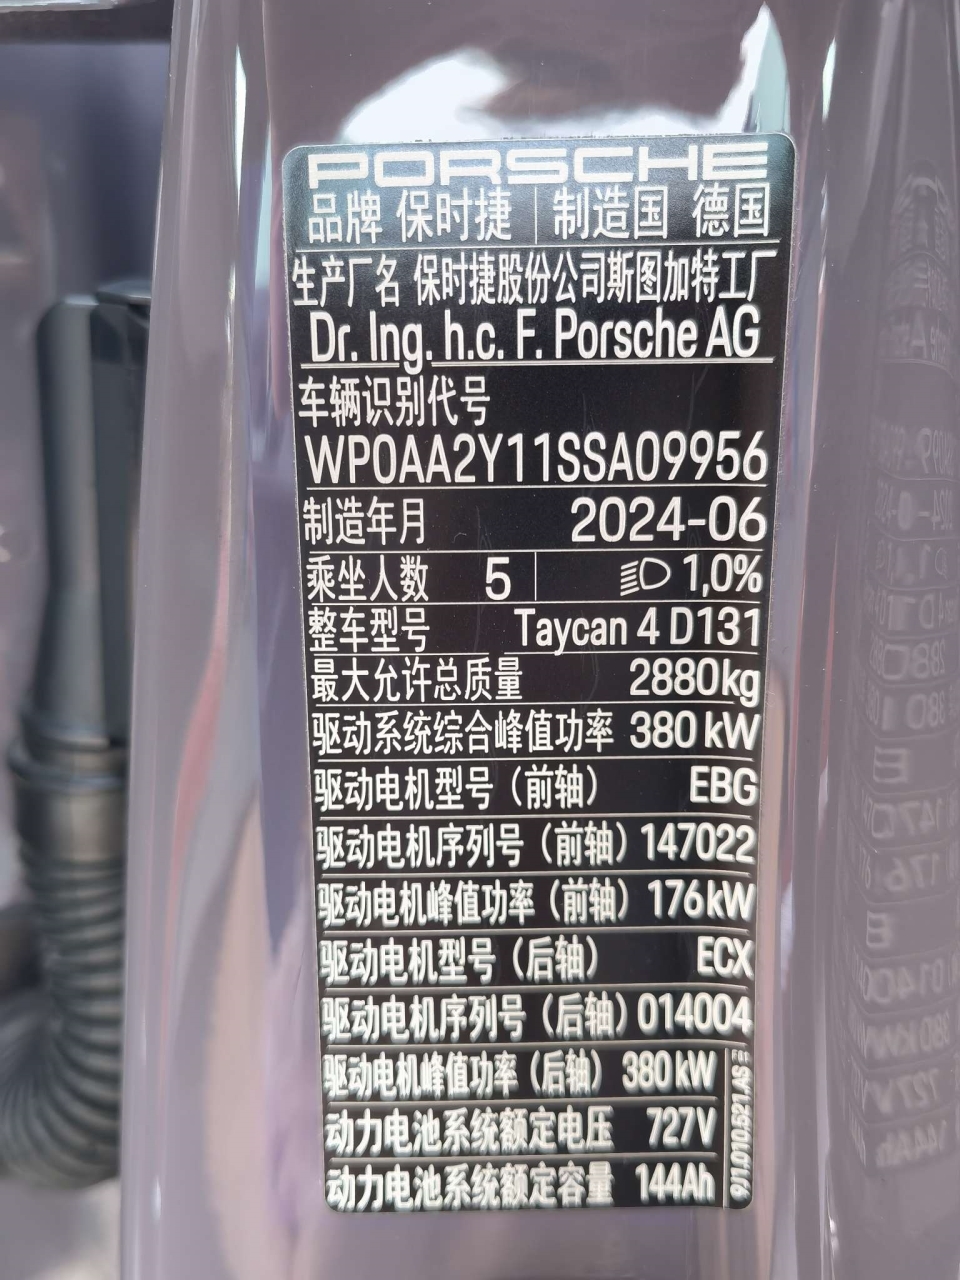 PORSCHE
品牌 保时捷 制造国 德国
生产厂名 保时捷股份公司斯图加特工厂
Dr. Ing. h.c. F. Porsche AG
车辆识别代号
WP0AA2Y11SSA09956
制造年月 2024-06
乘坐人数 5 1,0%
整车型号 Taycan 4 D131
最大允许总质量 2880kg
驱动系统综合峰值功率 380 kW
驱动电机型号（前轴） EBG
驱动电机序列号（前轴） 147022
驱动电机峰值功率（前轴） 176kW
驱动电机型号（后轴） ECX
驱动电机序列号（后轴） 014004
驱动电机峰值功率（后轴） 380 kW
动力电池系统额定电压 727V
动力电池系统额定容量 144Ah
9J1.010.521.AS